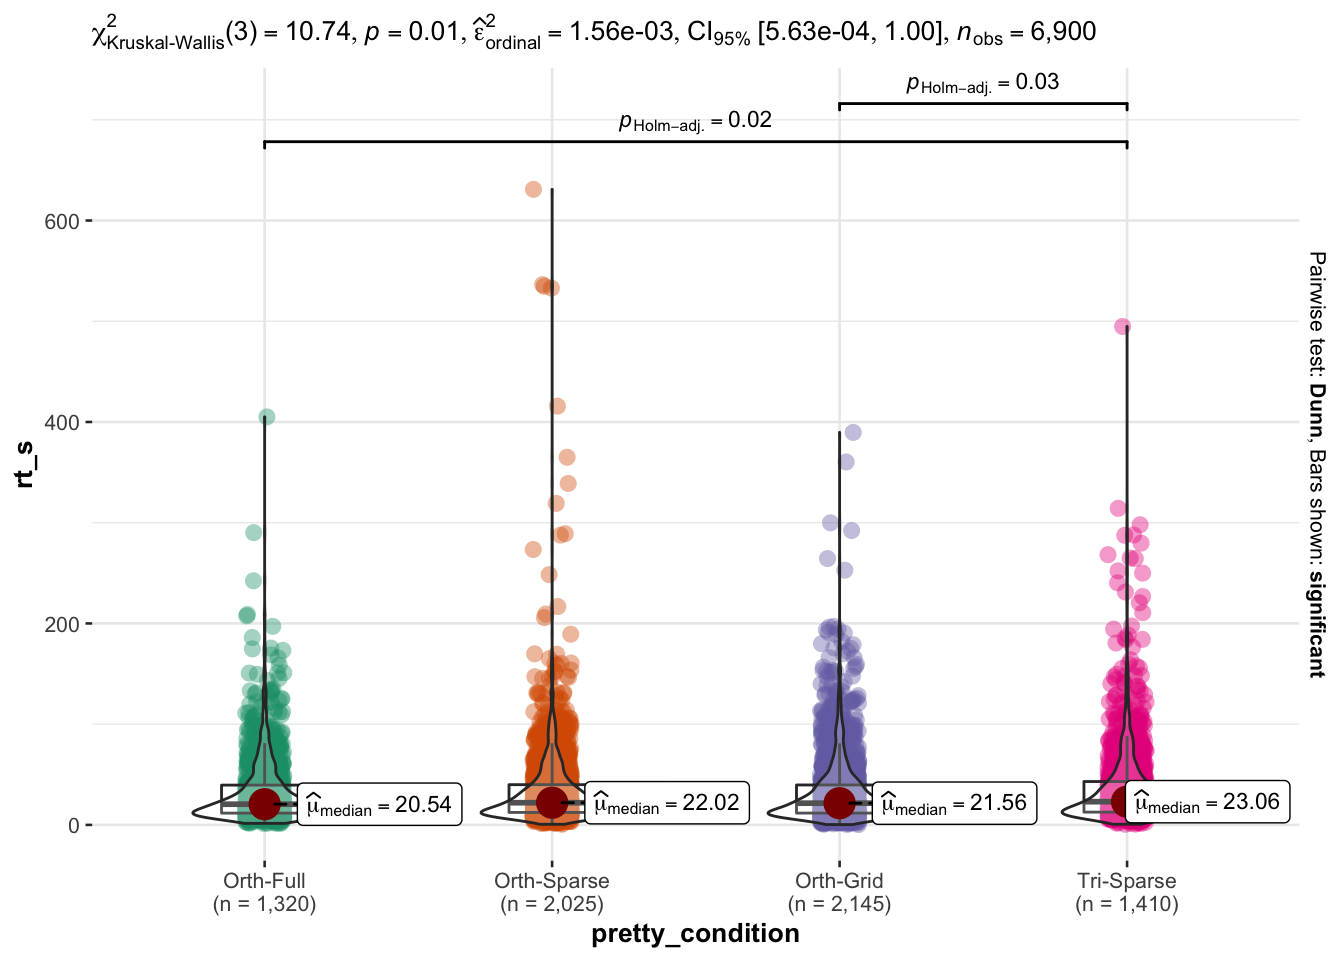 χ²Kruskal-Wallis(3) = 10.74, p = 0.01, ε̂²ordinal = 1.56e-03, CI95% [5.63e-04, 1.00], nobs = 6,900
pHolm−adj. = 0.03
pHolm−adj. = 0.02
600
400
200
0
rt_s
μ̂median = 20.54
μ̂median = 22.02
μ̂median = 21.56
μ̂median = 23.06
Pairwise test: Dunn, Bars shown: significant
Orth-Full
(n = 1,320)
Orth-Sparse
(n = 2,025)
Orth-Grid
(n = 2,145)
Tri-Sparse
(n = 1,410)
pretty_condition